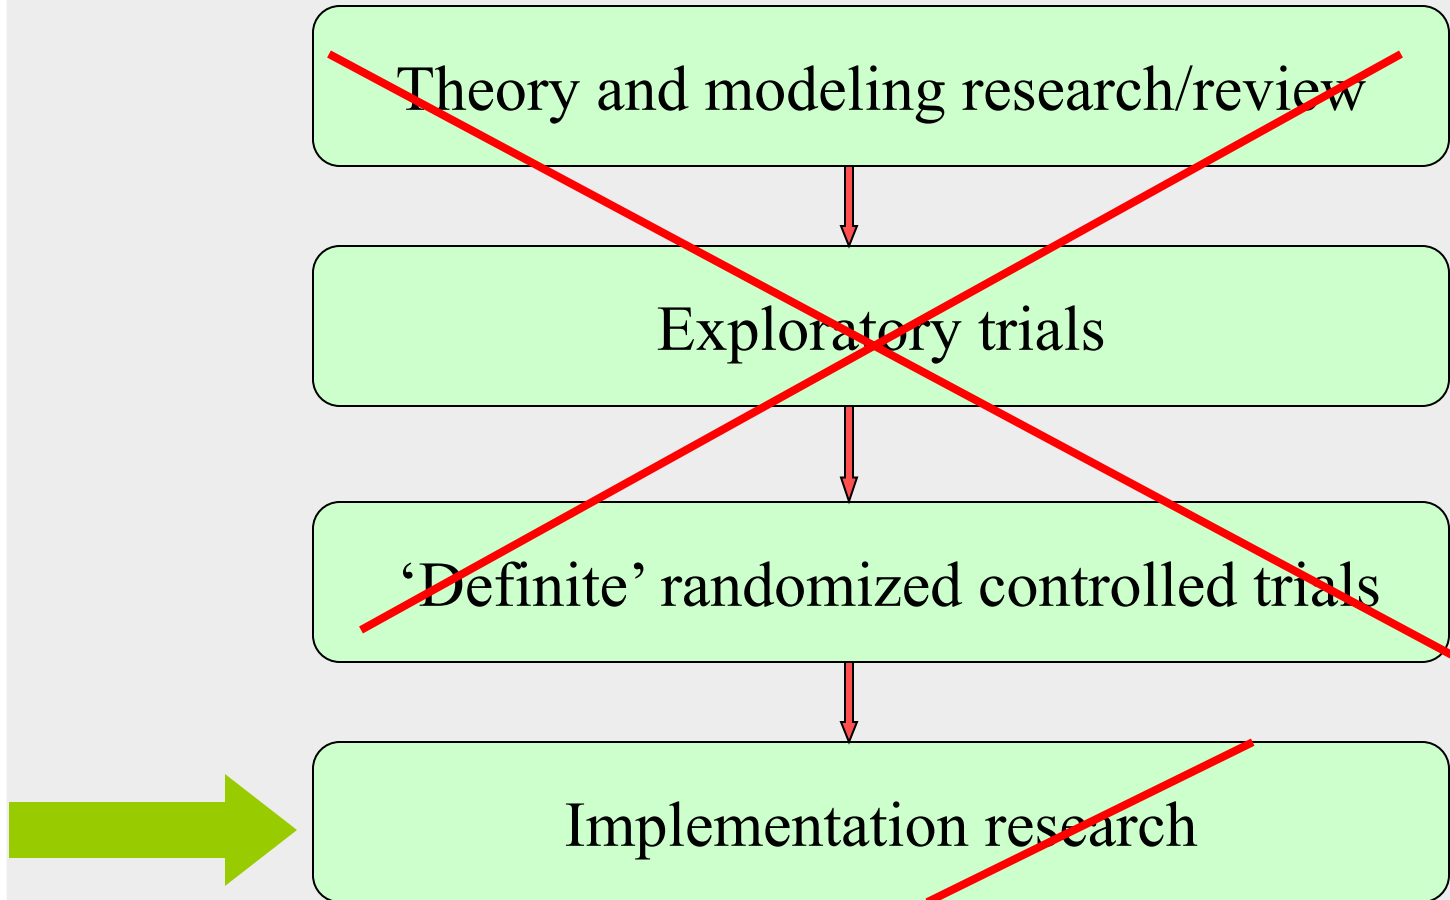 Theory and modeling research/review
Exploratory trials
‘Definite’ randomized controlled trials
Implementation research